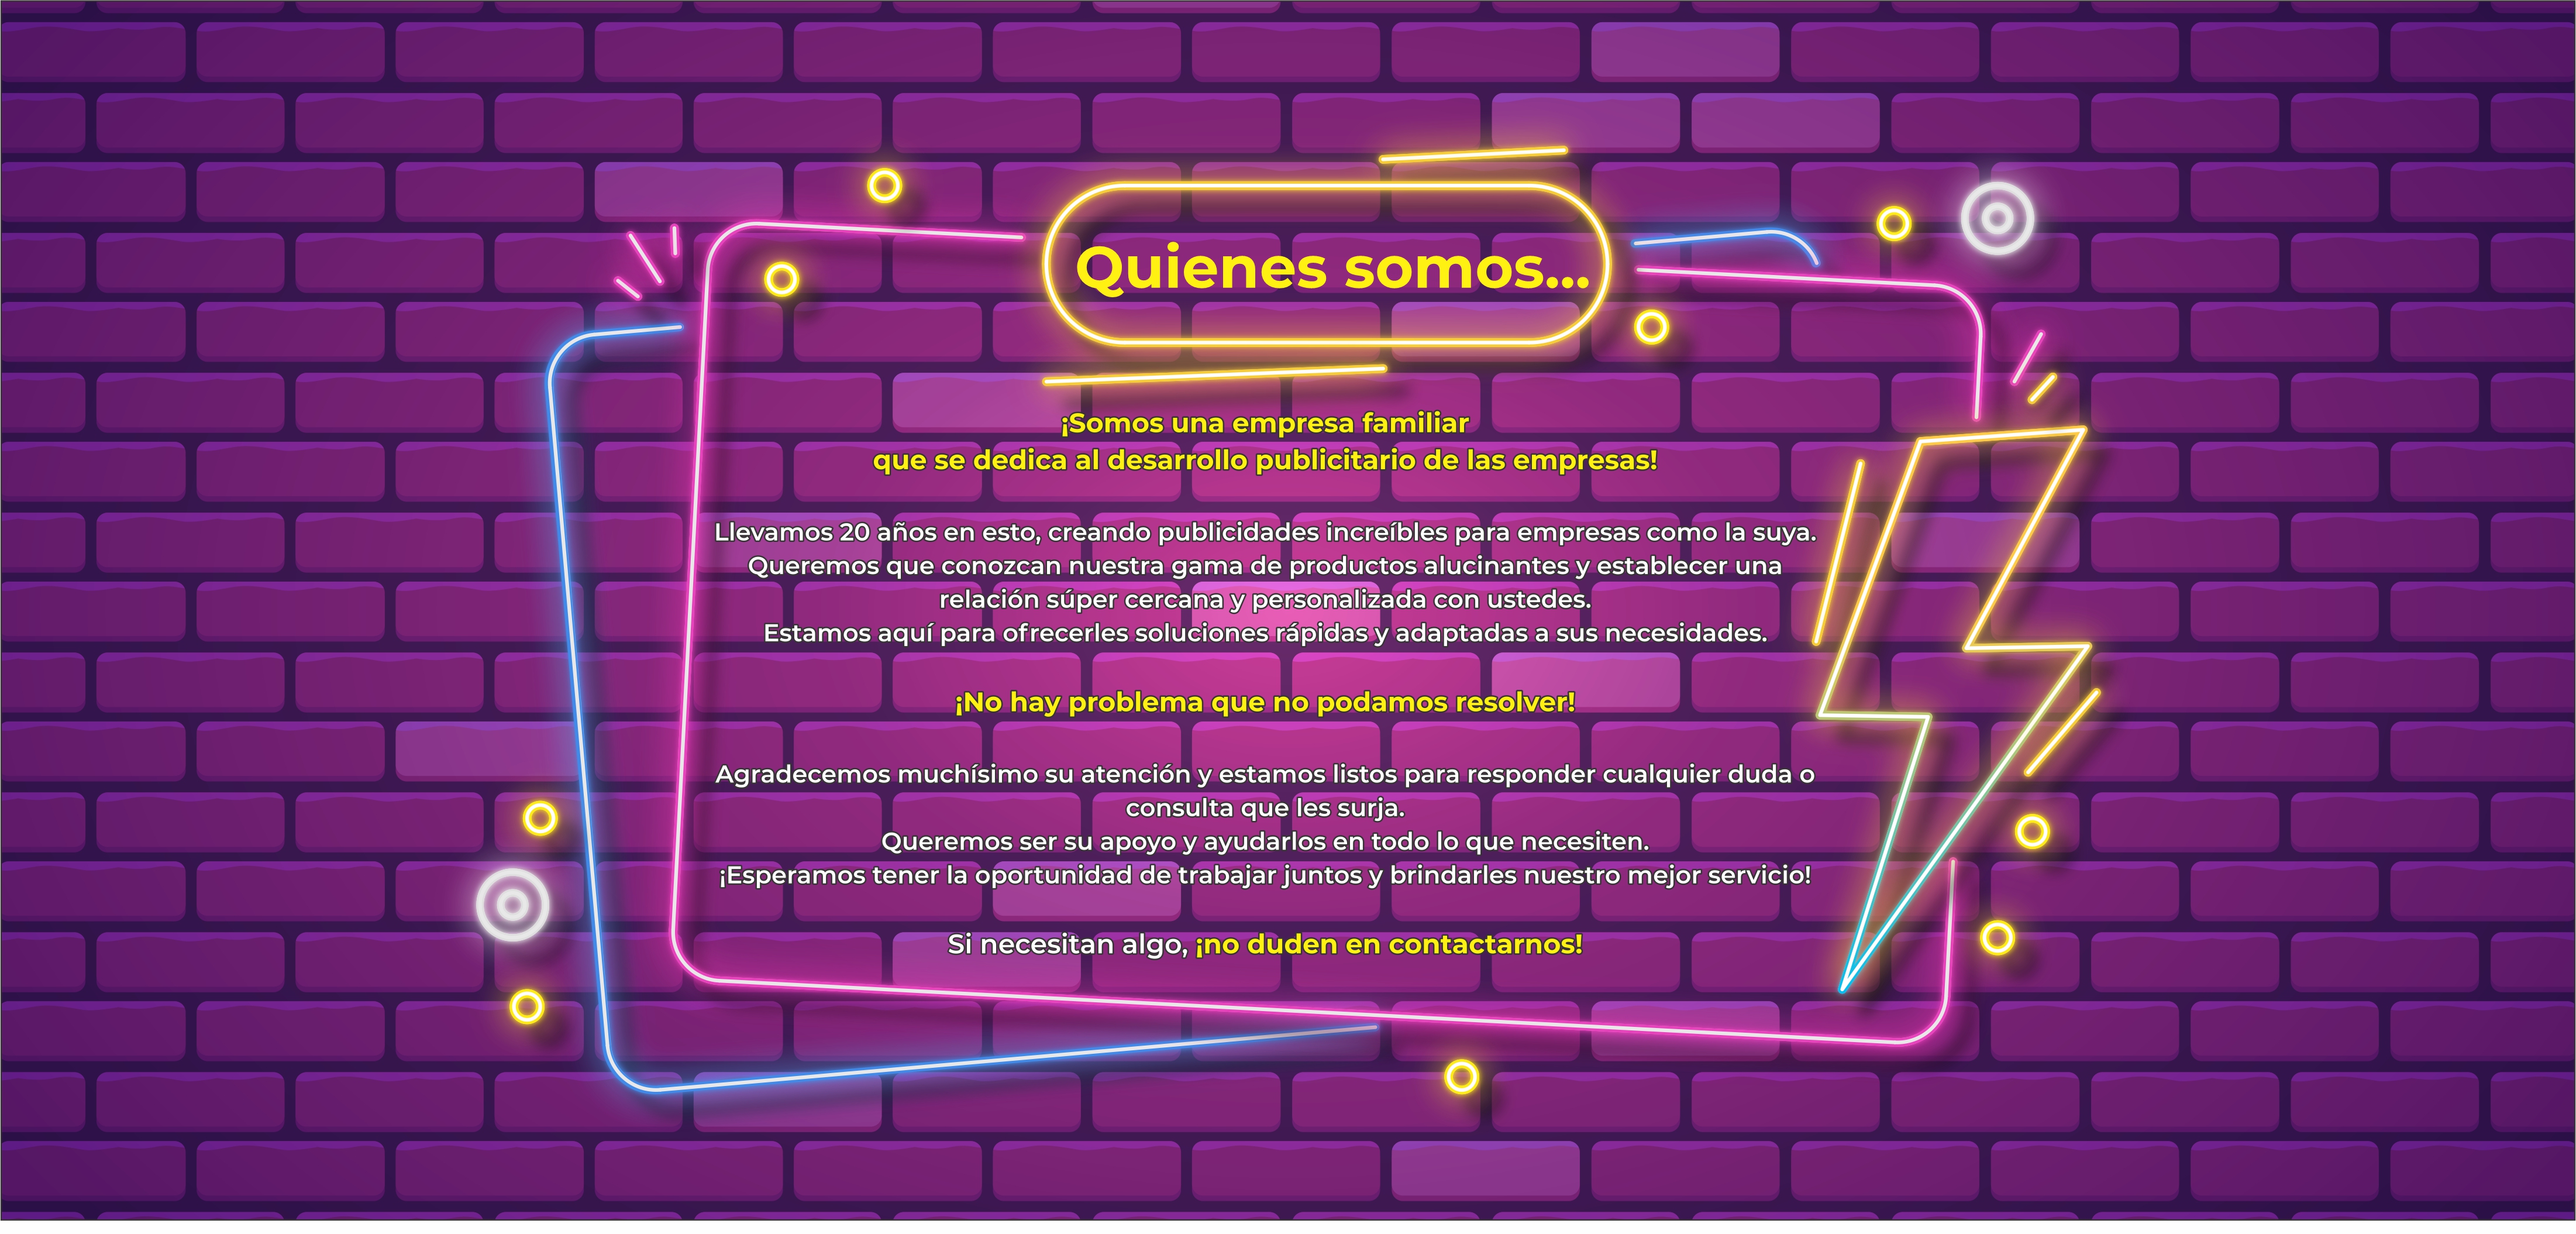 Quienes somos...
¡Somos una empresa familiar
que se dedica al desarrollo publicitario de las empresas!
Llevamos 20 años en esto, creando publicidades increíbles para empresas como la suya.
Queremos que conozcan nuestra gama de productos alucinantes y establecer una
relación súper cercana y personalizada con ustedes.
Estamos aquí para ofrecerles soluciones rápidas y adaptadas a sus necesidades.
¡No hay problema que no podamos resolver!
Agradecemos muchísimo su atención y estamos listos para responder cualquier duda o
consulta que les surja.
Queremos ser su apoyo y ayudarlos en todo lo que necesiten.
¡Esperamos tener la oportunidad de trabajar juntos y brindarles nuestro mejor servicio!
Si necesitan algo, ¡no duden en contactarnos!